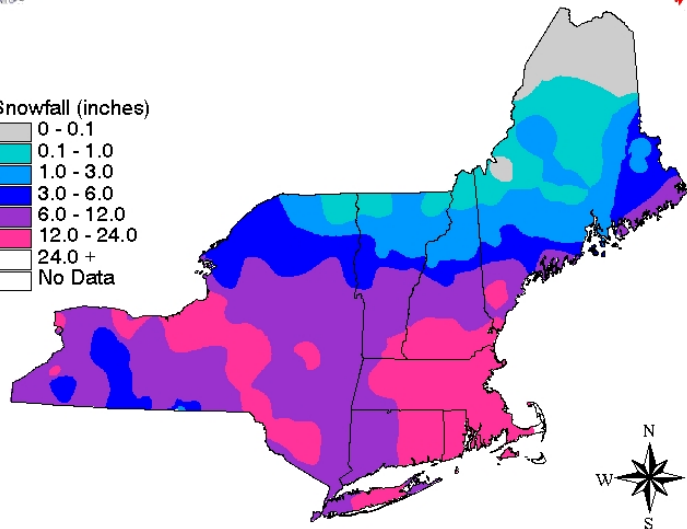 Snowfall (inches)
0 - 0.1
0.1 - 1.0
1.0 - 3.0
3.0 - 6.0
6.0 - 12.0
12.0 - 24.0
24.0 +
No Data
N
W
S